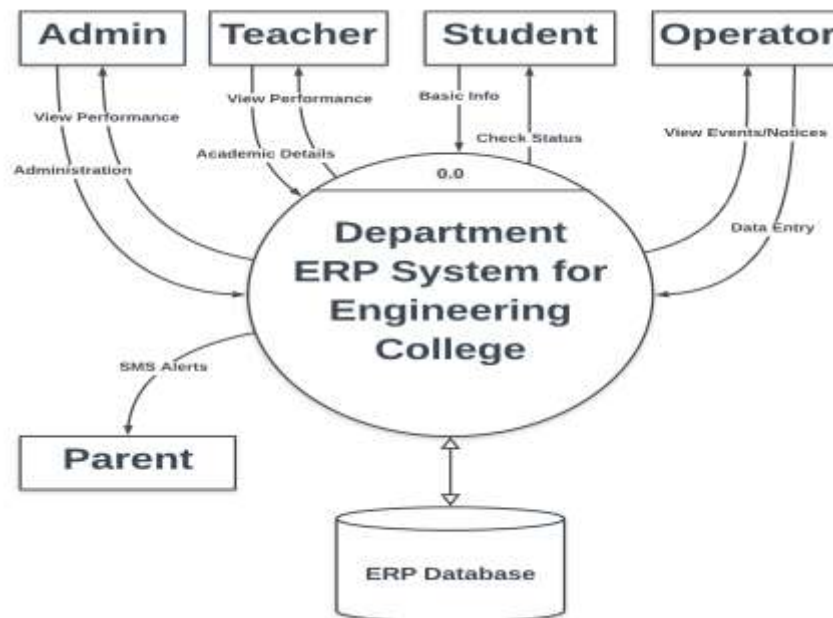 Admin
Teacher
Student
Operator
View Performance
Administration
View Performance
Academic Details
Basic Info
Check Status
View Events/Notices
Data Entry
0.0
Department
ERP System for
Engineering
College
SMS Alerts
Parent
ERP Database